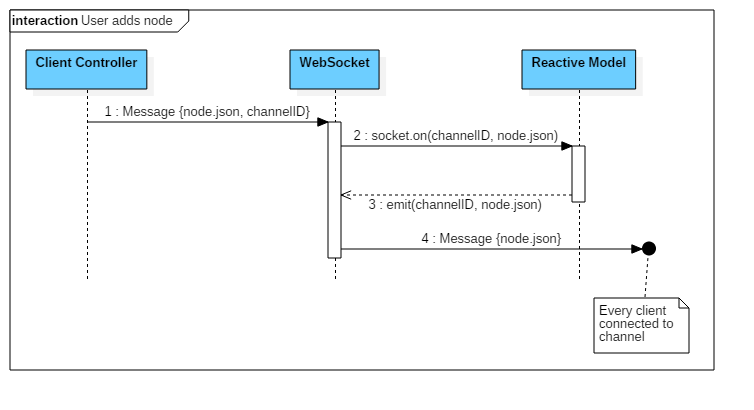 interaction User adds node
Client Controller
WebSocket
Reactive Model
1 : Message {node.json, channelID}
2 : socket.on(channelID, node.json)
3 : emit(channelID, node.json)
4 : Message {node.json}
Every client
connected to
channel